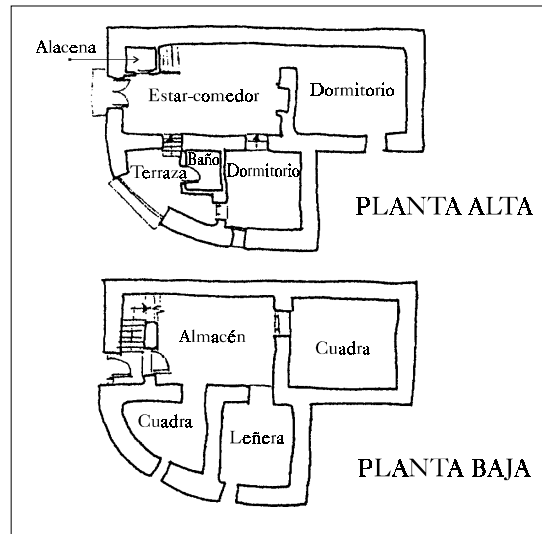 Alacena
Estar-comedor
Dormitorio
Terraza
Baño
Dormitorio
PLANTA ALTA
Almacén
Cuadra
Cuadra
Leñera
PLANTA BAJA